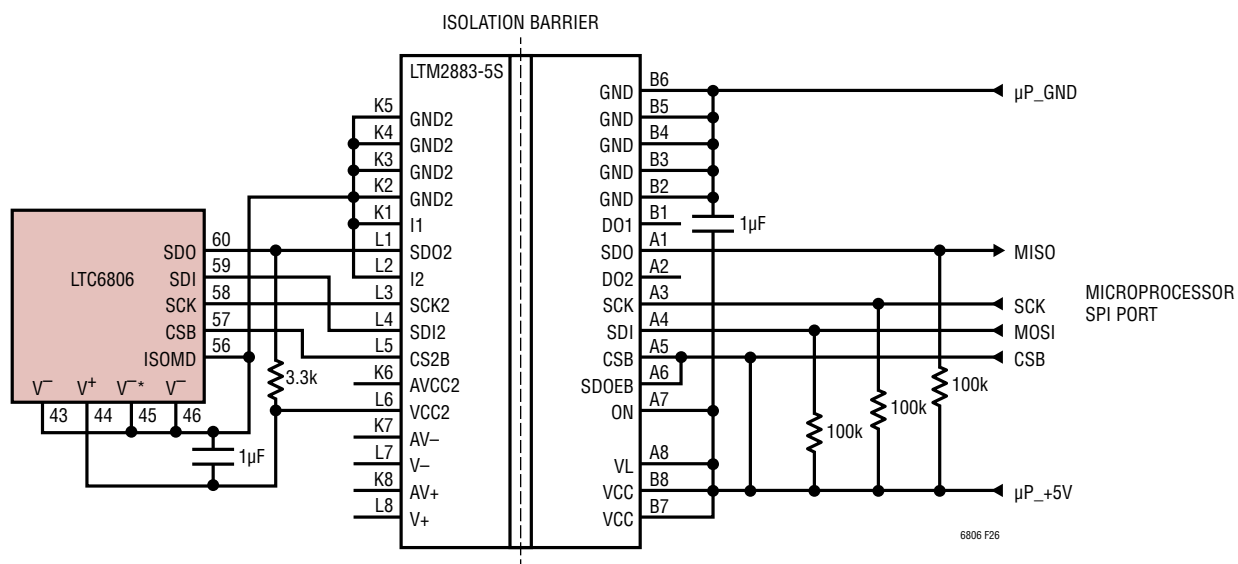 ISOLATION BARRIER
LTM2883-5S
K5 GND2
K4 GND2
K3 GND2
K2 GND2
K1 I1
L1 SDO2
L2 I2
L3 SCK2
L4 SDI2
L5 CS2B
K6 AVCC2
L6 VCC2
K7 AV–
L7 V–
K8 AV+
L8 V+
GND B6
GND B5
GND B4
GND B3
GND B2
DO1 B1
SDO A1
DO2 A2
SCK A3
SDI A4
CSB A5
SDOEB A6
ON A7
VL A8
VCC B8
VCC B7
1µF
µP_GND
MISO
SCK
MOSI
CSB
µP_+5V
MICROPROCESSOR
SPI PORT
100k
100k
100k
LTC6806
SDO 60
SDI 59
SCK 58
CSB 57
ISOMD 56
V– V+ V–* V–
43 44 45 46
3.3k
1µF
6806 F26